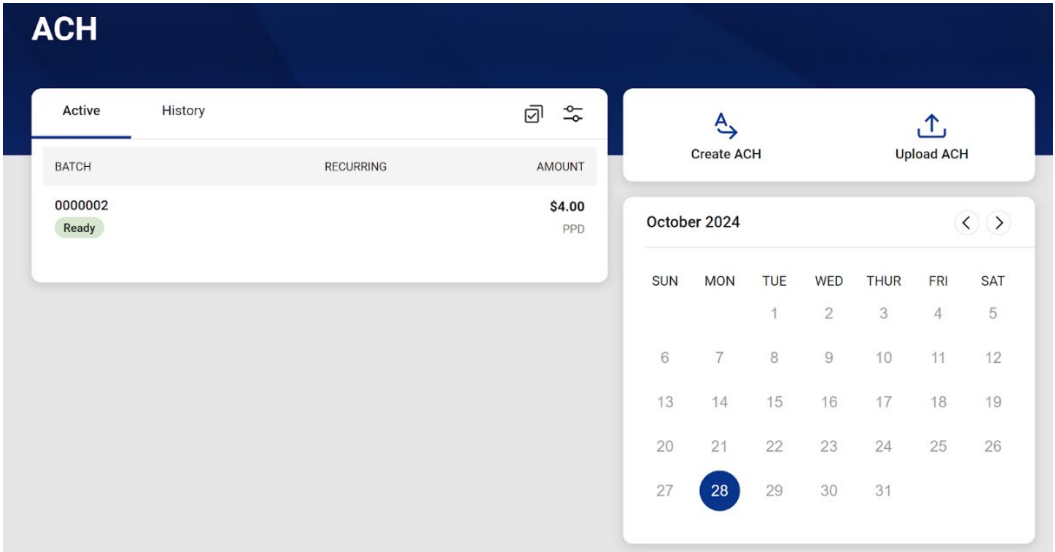 ACH
Active History
BATCH RECURRING AMOUNT
0000002 $4.00
Ready PPD
Create ACH Upload ACH
October 2024
SUN MON TUE WED THUR FRI SAT
1 2 3 4 5
6 7 8 9 10 11 12
13 14 15 16 17 18 19
20 21 22 23 24 25 26
27 28 29 30 31